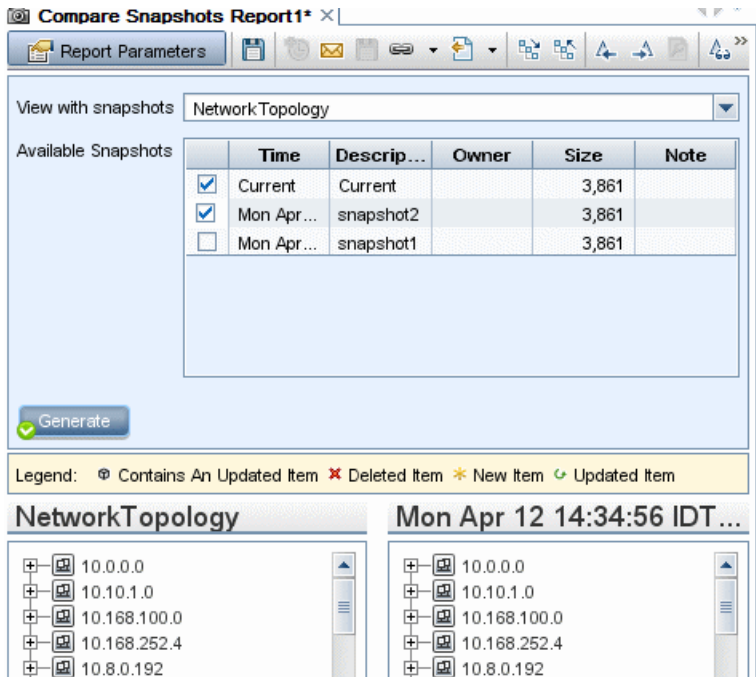 Compare Snapshots Report1*
Report Parameters
View with snapshots NetworkTopology
Available Snapshots
Time Descrip... Owner Size Note
Current Current 3,861
Mon Apr... snapshot2 3,861
Mon Apr... snapshot1 3,861
Generate
Legend: Contains An Updated Item Deleted Item New Item Updated Item
NetworkTopology Mon Apr 12 14:34:56 IDT...
10.0.0.0 10.0.0.0
10.10.1.0 10.10.1.0
10.168.100.0 10.168.100.0
10.168.252.4 10.168.252.4
10.8.0.192 10.8.0.192